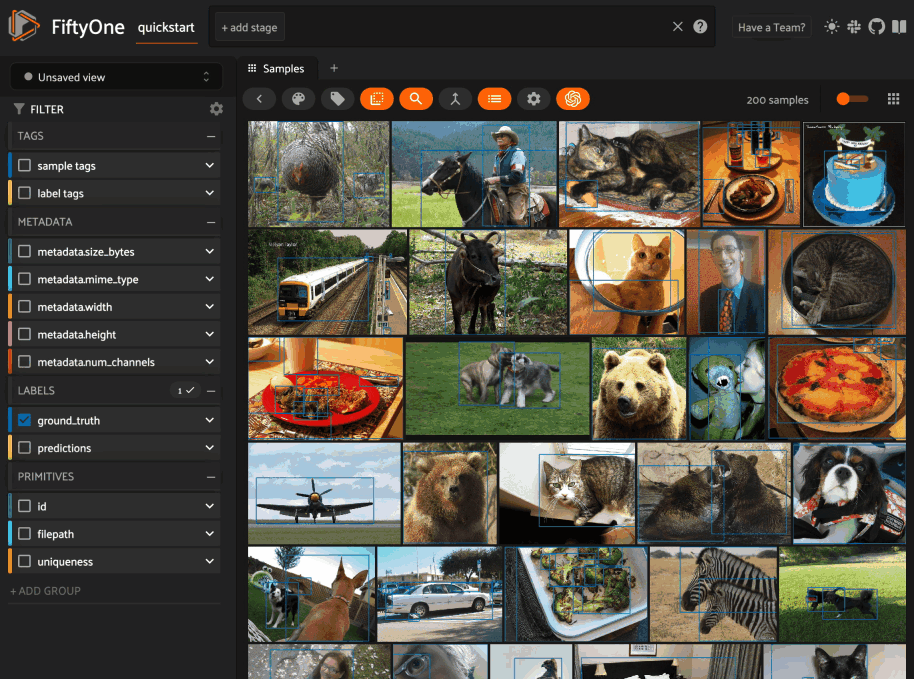 FiftyOne
quickstart
+ add stage
Have a Team?
Unsaved view
Samples
+
FILTER
200 samples
TAGS
sample tags
label tags
METADATA
metadata.size_bytes
metadata.mime_type
metadata.width
metadata.height
metadata.num_channels
LABELS
1
ground_truth
predictions
PRIMITIVES
id
filepath
uniqueness
+ ADD GROUP